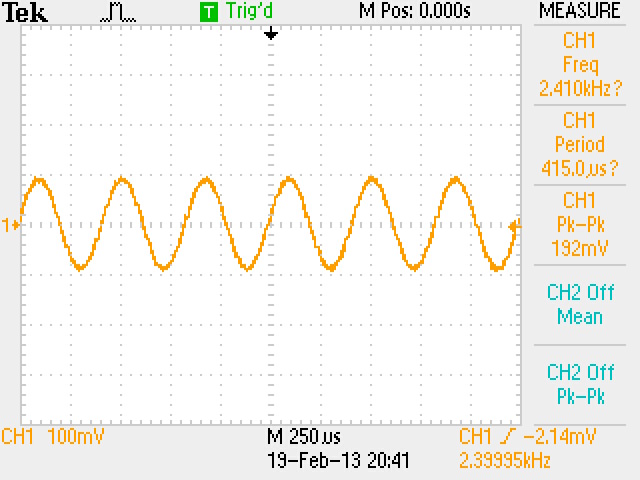 Tek T Trig'd M Pos: 0.000s MEASURE
CH1
Freq
2.410kHz?
CH1
Period
415.0µs?
CH1
Pk-Pk
192mV
CH2 Off
Mean
CH2 Off
Pk-Pk
1
CH1 100mV M 250µs CH1 -2.14mV
19-Feb-13 20:41 2.39995kHz